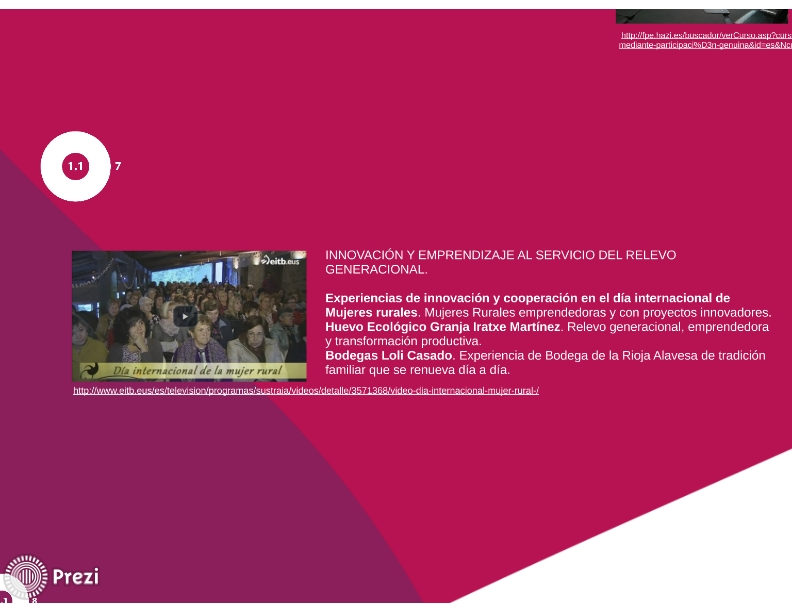 http://fpe.hazi.es/buscador/verCurso.asp?curs
mediante-participaci%D3n-genuina&id=es&Nc
1.1 7
eitb.eus
INNOVACIÓN Y EMPRENDIZAJE AL SERVICIO DEL RELEVO
GENERACIONAL.
Experiencias de innovación y cooperación en el día internacional de
Mujeres rurales. Mujeres Rurales emprendedoras y con proyectos innovadores.
Huevo Ecológico Granja Iratxe Martínez. Relevo generacional, emprendedora
y transformación productiva.
Bodegas Loli Casado. Experiencia de Bodega de la Rioja Alavesa de tradición
familiar que se renueva día a día.
Día internacional de la mujer rural
http://www.eitb.eus/es/television/programas/sustraia/videos/detalle/3571368/video-dia-internacional-mujer-rural-/
Prezi
1 8